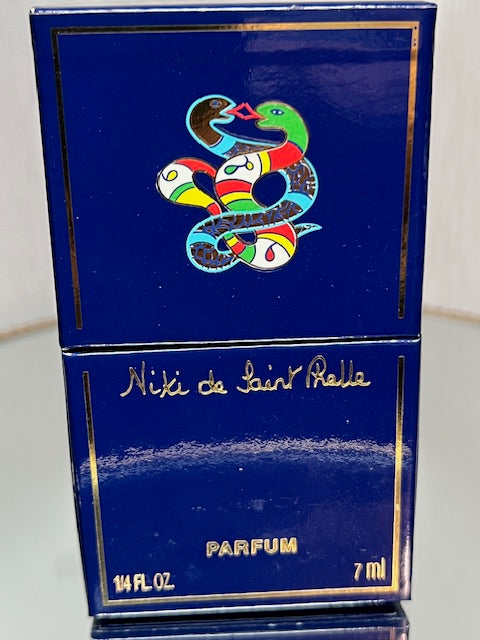 Niki de Saint Phalle
PARFUM
1/4 FL. OZ.
7 ml